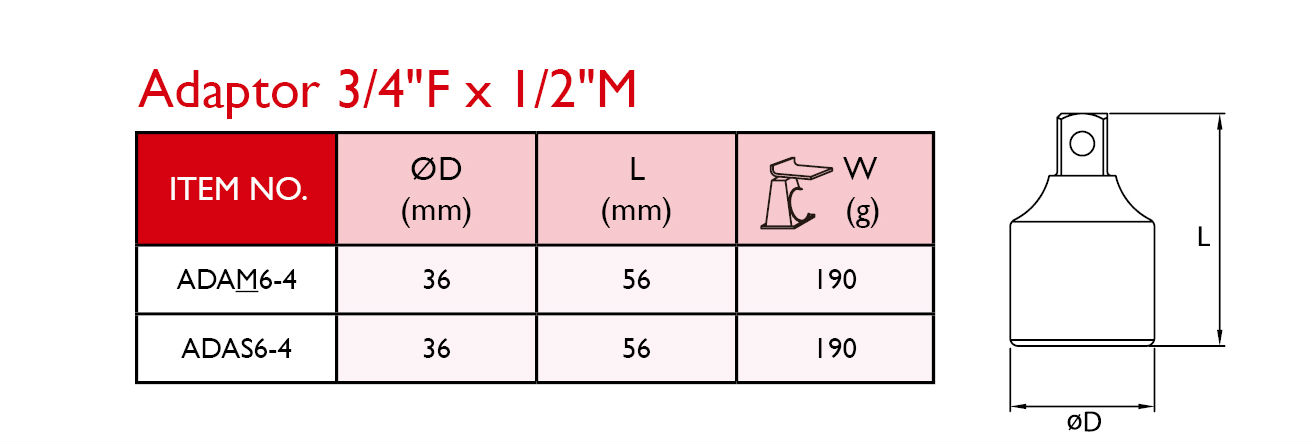 Adaptor 3/4"F x 1/2"M
ITEM NO. ØD (mm) L (mm) W (g)
ADAM6-4 36 56 190
ADAS6-4 36 56 190
L
øD